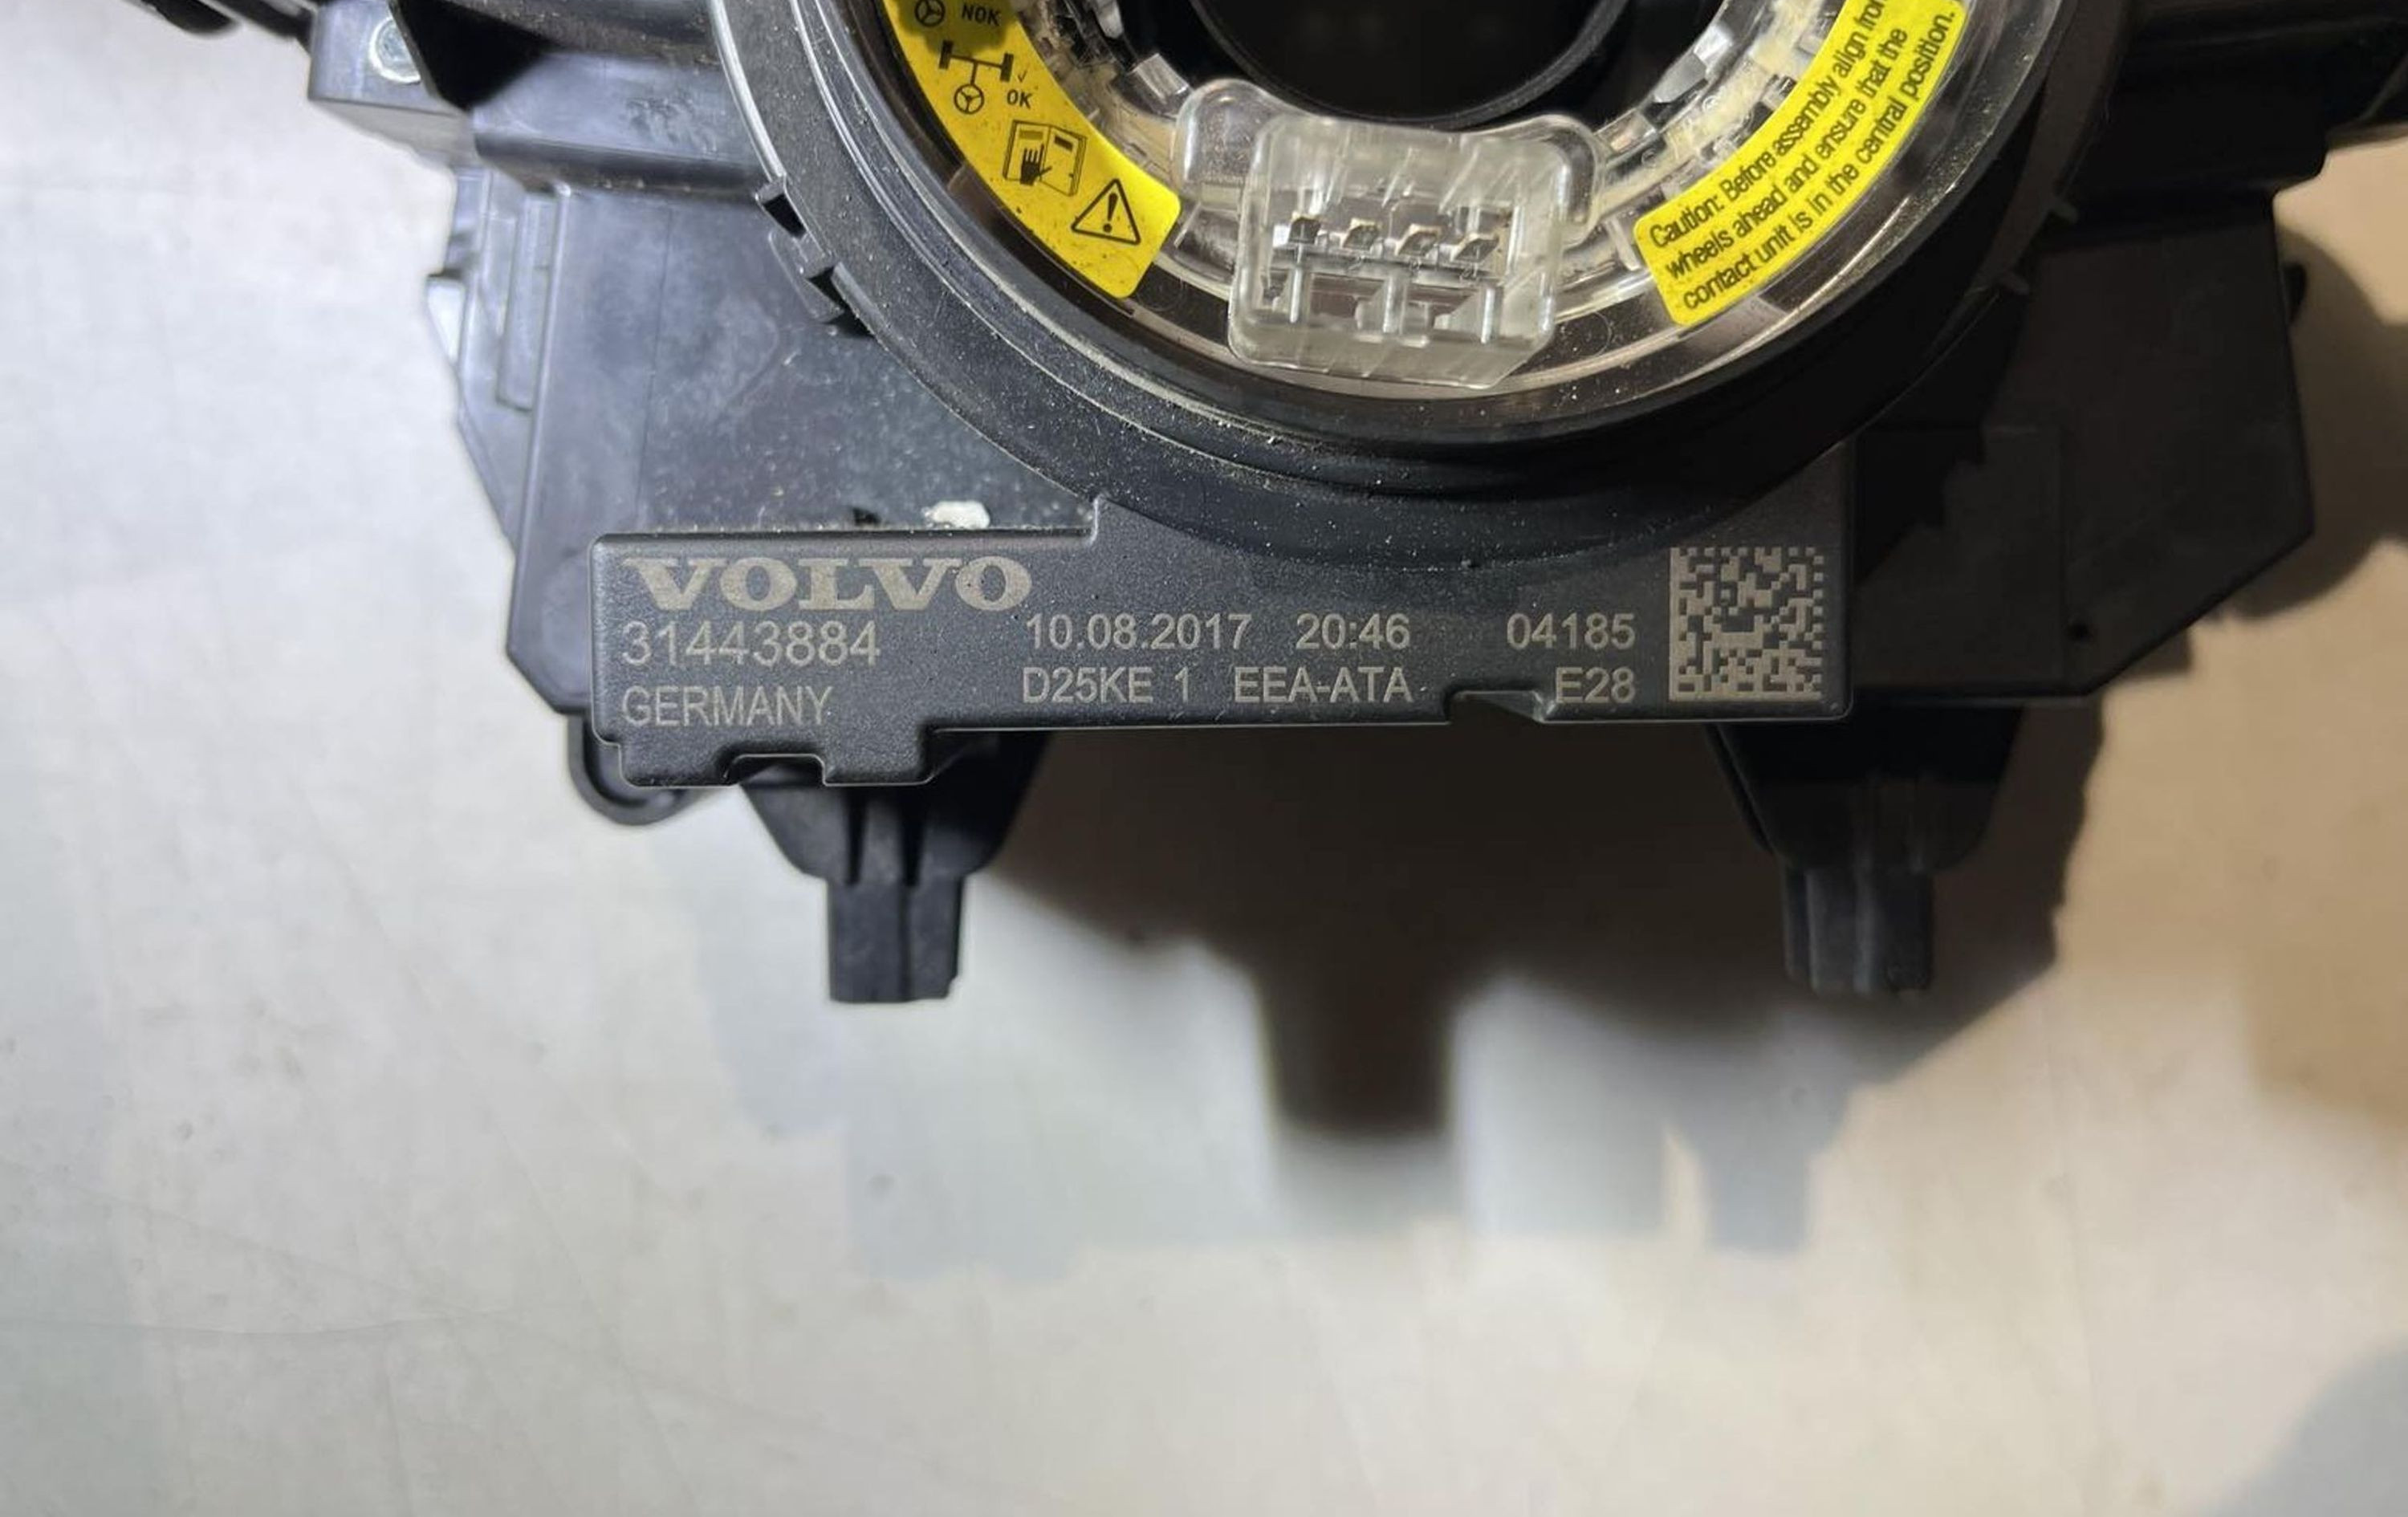 NOK
OK
Caution: Before assembly align from
wheels ahead and ensure that the
contact unit is in the central position.
VOLVO
31443884
GERMANY
10.08.2017 20:46 04185
D25KE 1 EEA-ATA E28